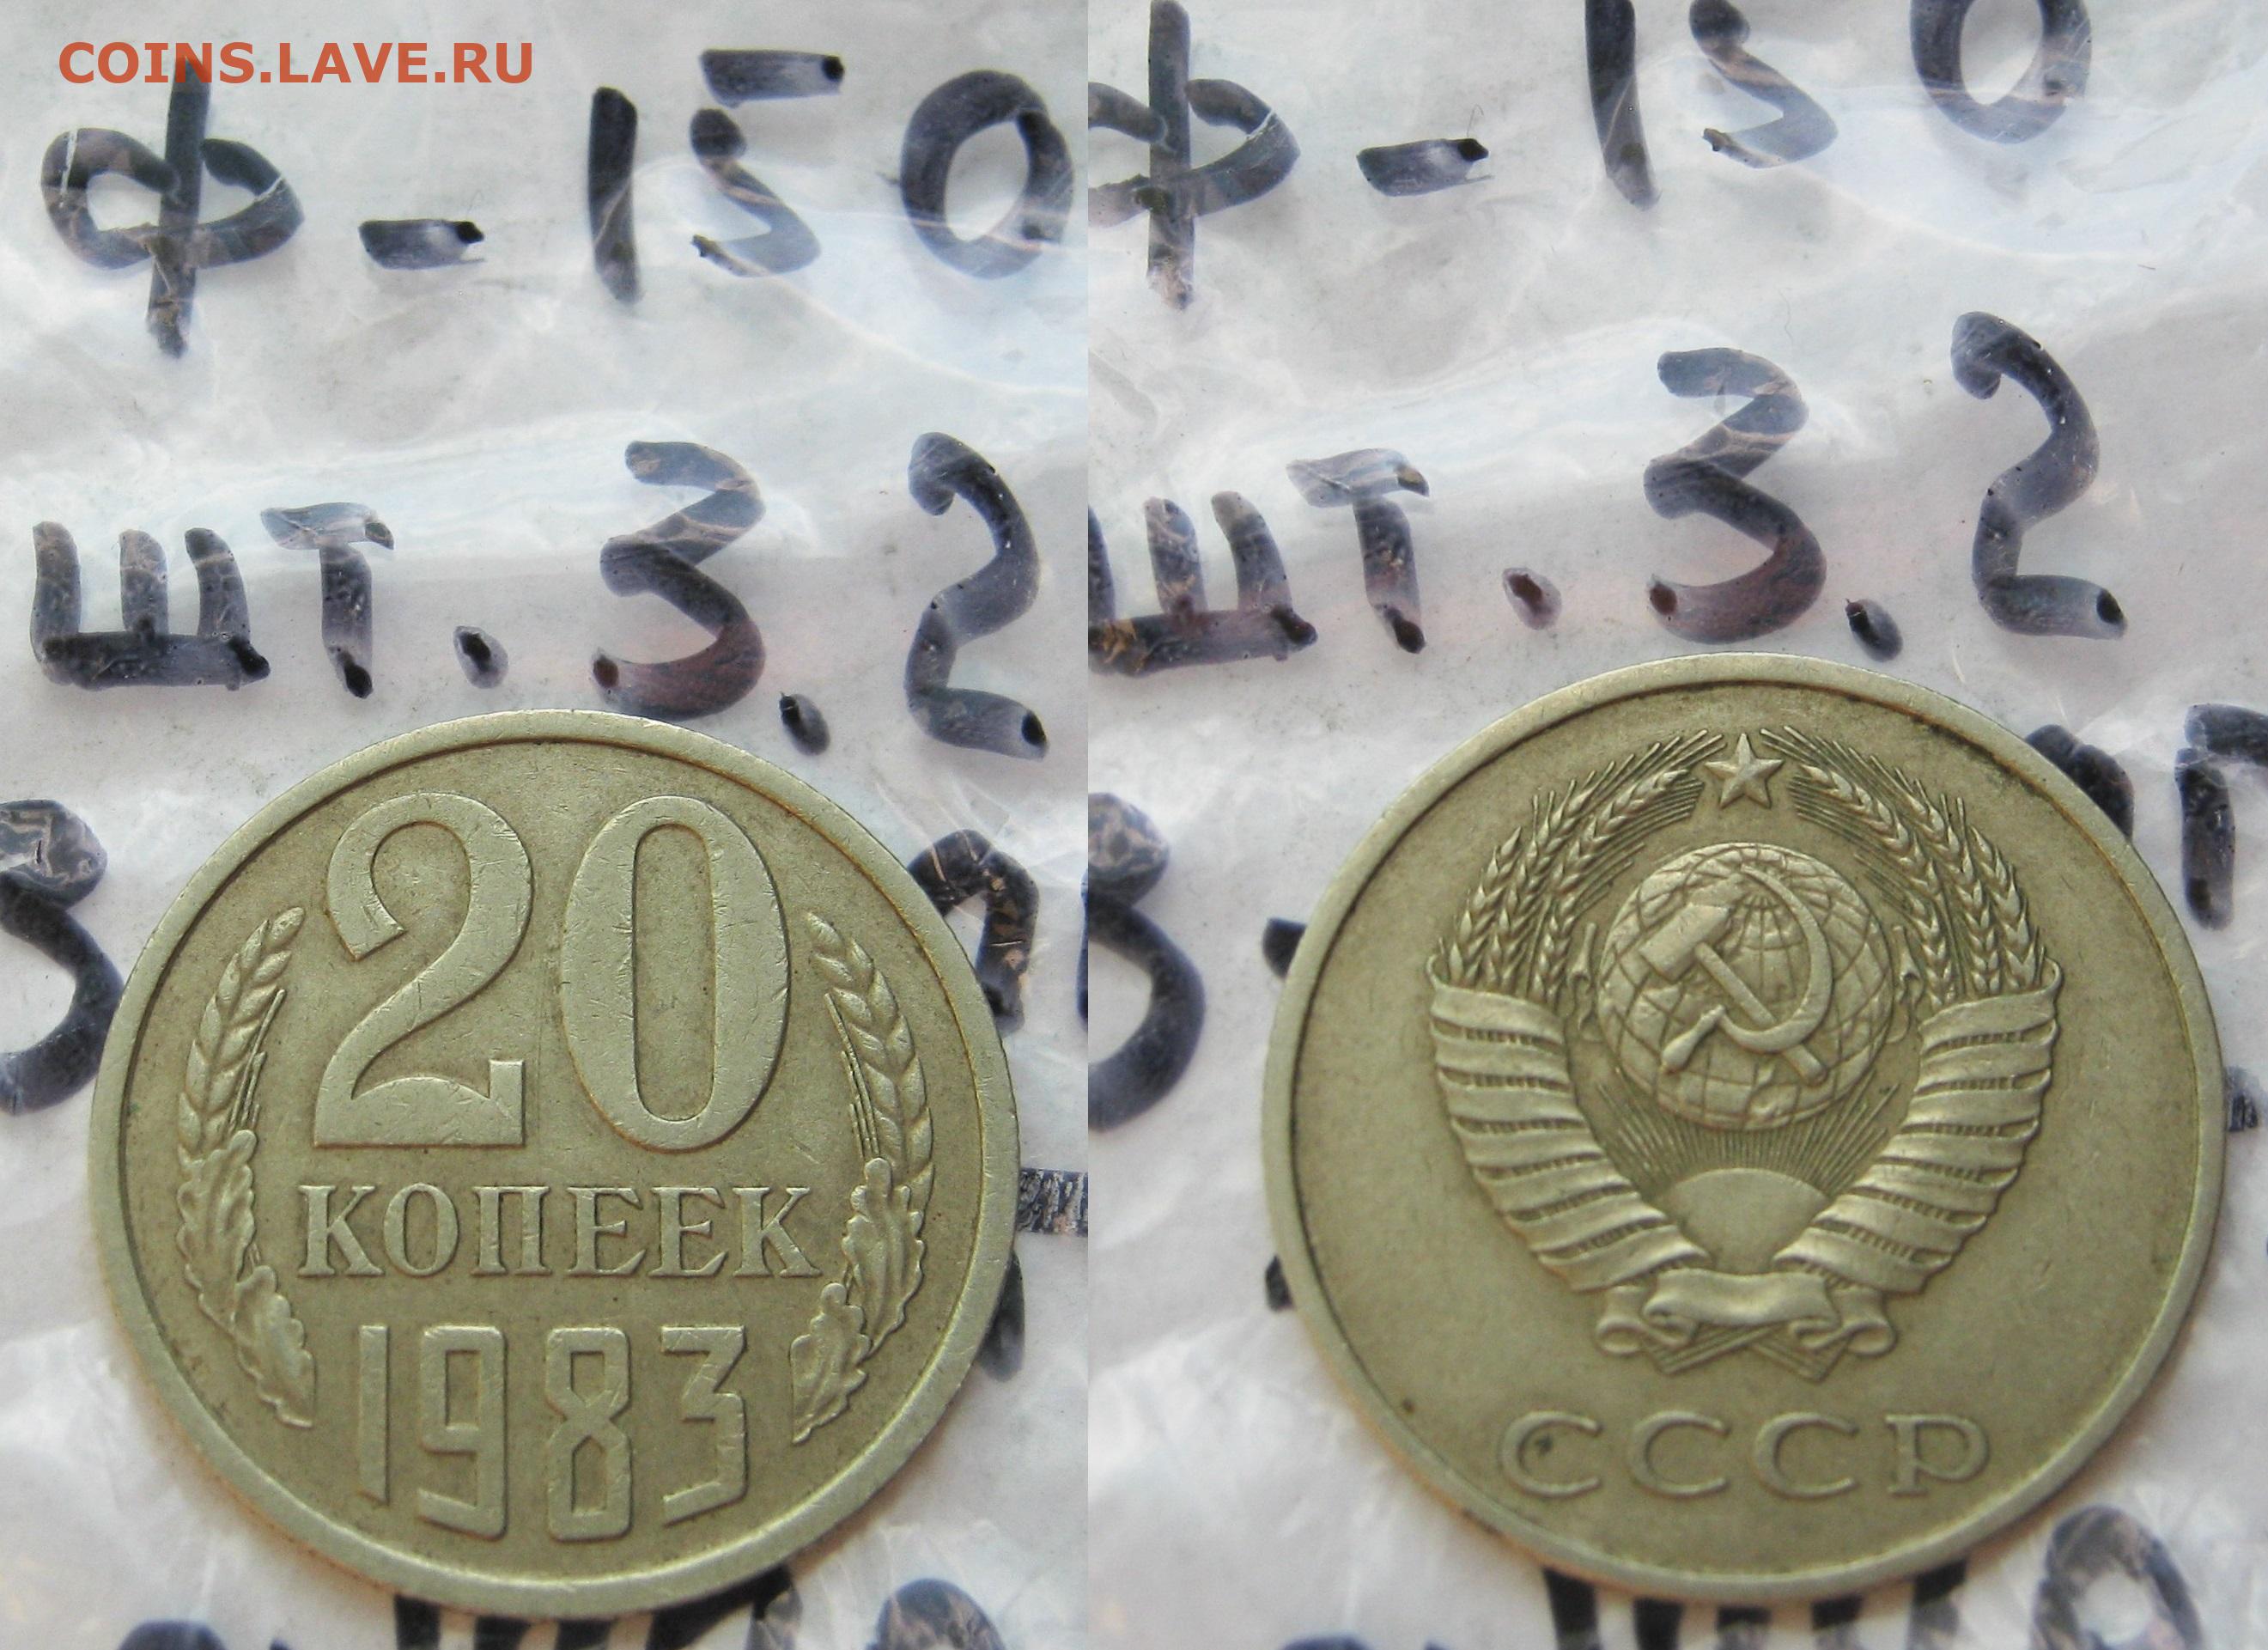 COINS.LAVE.RU
Ф-150
шт. 3.2
20
КОПЕЕК
1983
Ф-150
шт. 3.2
СССР